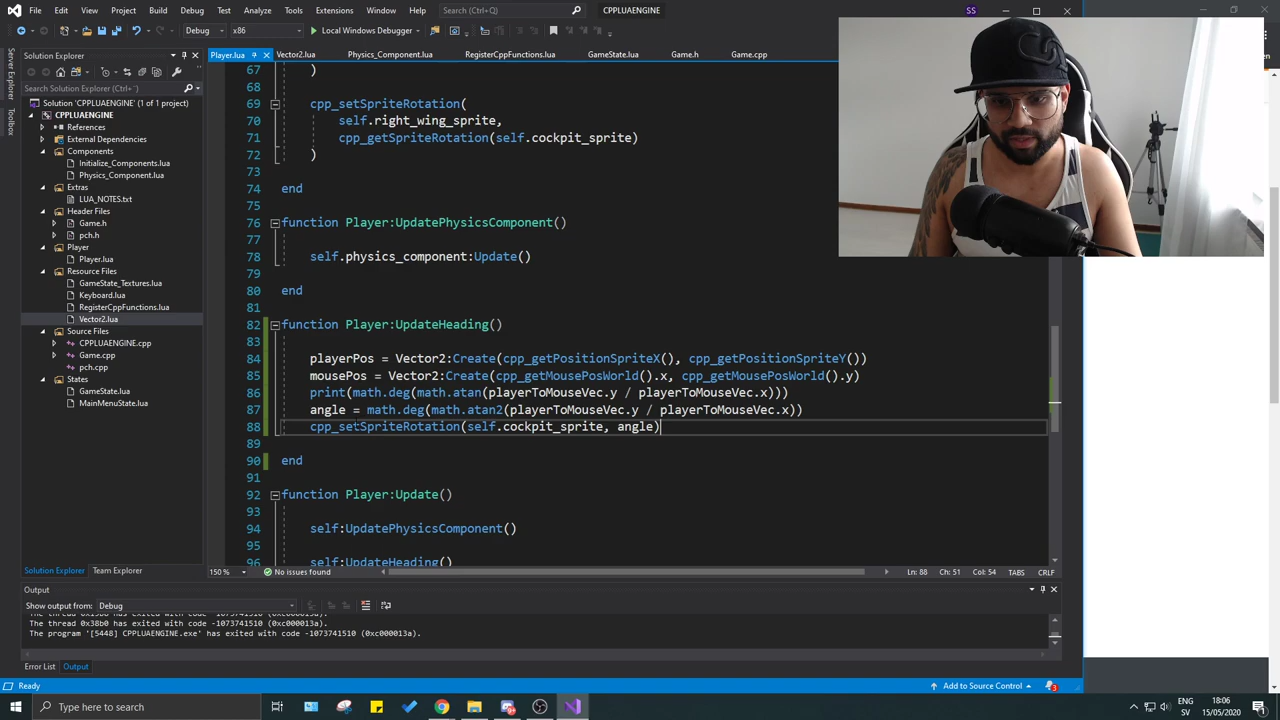 File Edit View Project Build Debug Test Analyze Tools Extensions Window Help Search (Ctrl+Q) CPPLUAENGINE SS
Debug x86 Local Windows Debugger
Server Explorer
Toolbox
Solution Explorer
Search Solution Explorer (Ctrl+')
Solution 'CPPLUAENGINE' (1 of 1 project)
CPPLUAENGINE
References
External Dependencies
Components
Initialize_Components.lua
Physics_Component.lua
Extras
LUA_NOTES.txt
Header Files
Game.h
pch.h
Player
Player.lua
Resource Files
GameState_Textures.lua
Keyboard.lua
RegisterCppFunctions.lua
Vector2.lua
Source Files
CPPLUAENGINE.cpp
Game.cpp
pch.cpp
States
GameState.lua
MainMenuState.lua
Solution Explorer Team Explorer
Player.lua Vector2.lua Physics_Component.lua RegisterCppFunctions.lua GameState.lua Game.h Game.cpp
67 )
68
69 cpp_setSpriteRotation(
70 self.right_wing_sprite,
71 cpp_getSpriteRotation(self.cockpit_sprite)
72 )
73
74 end
75
76 function Player:UpdatePhysicsComponent()
77
78 self.physics_component:Update()
79
80 end
81
82 function Player:UpdateHeading()
83
84 playerPos = Vector2:Create(cpp_getPositionSpriteX(), cpp_getPositionSpriteY())
85 mousePos = Vector2:Create(cpp_getMousePosWorld().x, cpp_getMousePosWorld().y)
86 print(math.deg(math.atan(playerToMouseVec.y / playerToMouseVec.x)))
87 angle = math.deg(math.atan2(playerToMouseVec.y / playerToMouseVec.x))
88 cpp_setSpriteRotation(self.cockpit_sprite, angle)
89
90 end
91
92 function Player:Update()
93
94 self:UpdatePhysicsComponent()
95
96 self:UpdateHeading()
150 % No issues found Ln: 88 Ch: 51 Col: 54 TABS CRLF
Output
Show output from: Debug
The program '[5448] CPPLUAENGINE.exe' has exited with code -1073741510 (0xc000013a).
Error List Output
Ready Add to Source Control 3
Type here to search
ENG
SV
18:06
15/05/2020
1